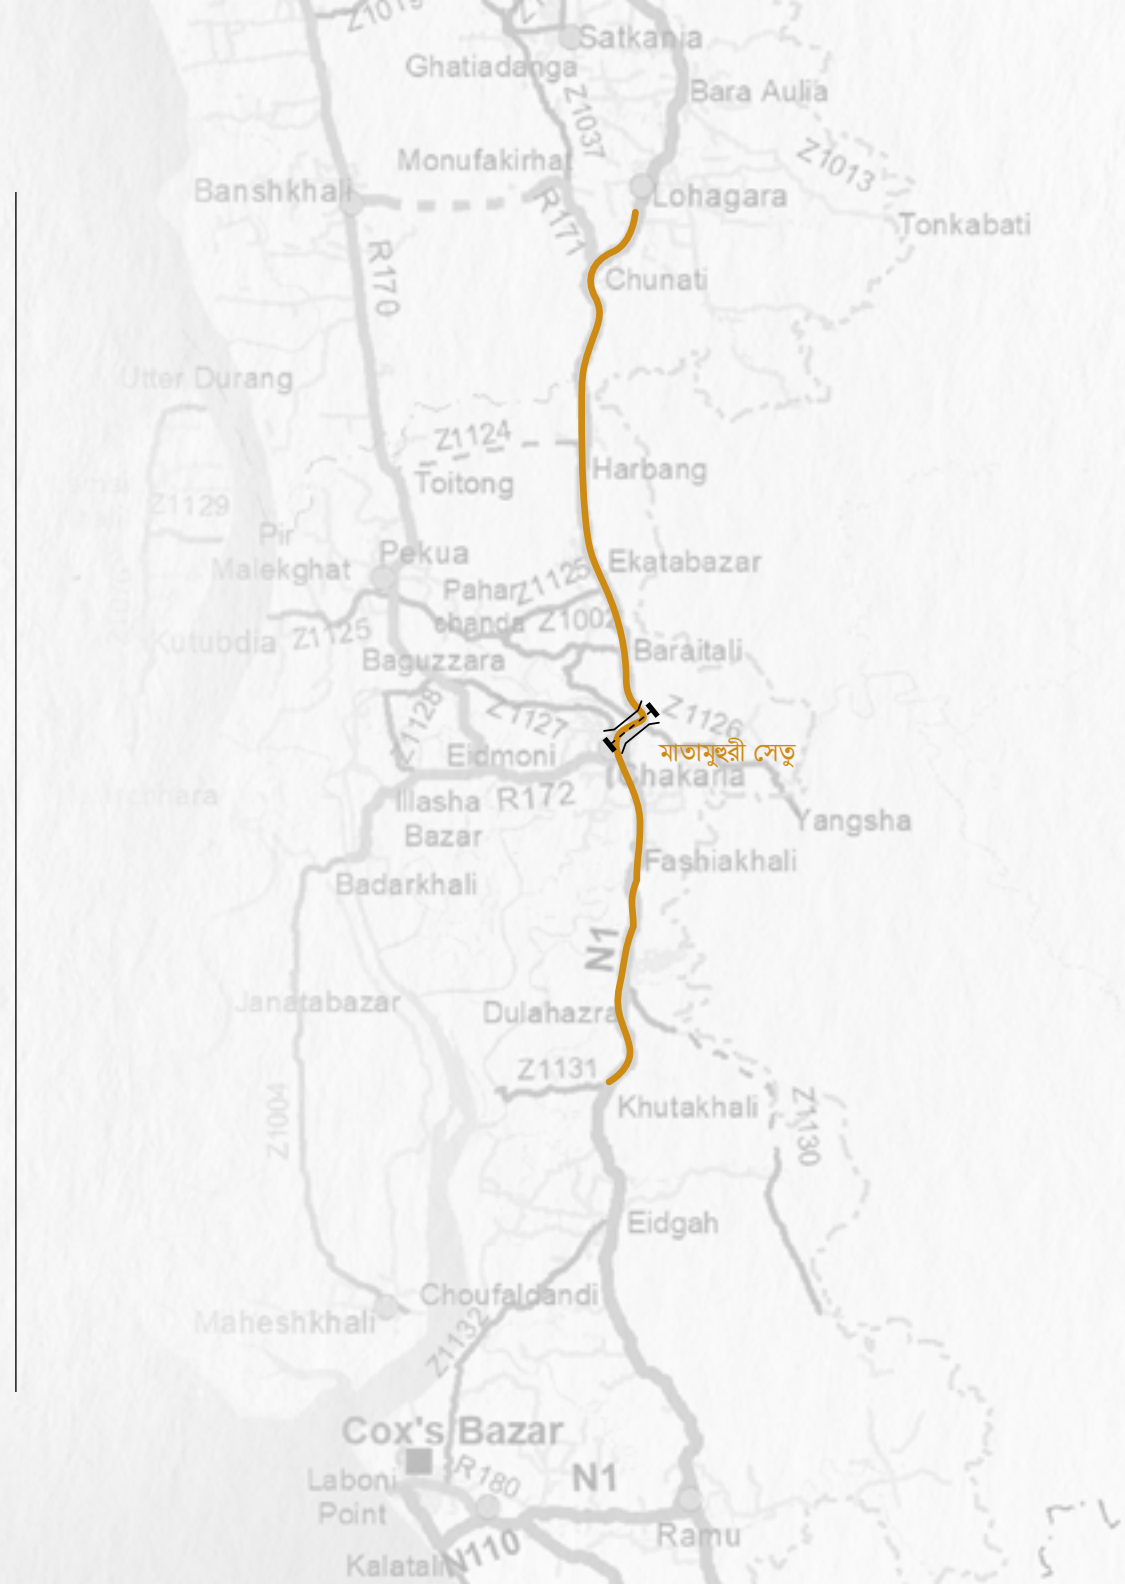 Z1019
Satkania
Ghatiadanga
Bara Aulia
Z1037
Z1013
Monufakirhat
Banshkhali
Lohagara
R171
Tonkabati
R170
Chunati
Utter Durang
Z1124
Harbang
Toitong
Z1129
Pir
Malekghat
Pekua
Ekatabazar
Z1125
Pahar
chanda
Z1002
Kutubdia
Z1125
Baraitali
Baguzzara
Z1128
Z1127
Z1126
মাতামুহুরী সেতু
Eidmoni
Chakaria
Illasha
Bazar
R172
Yangsha
Fashiakhali
Badarkhali
N1
Janatabazar
Dulahazra
Z1131
Khutakhali
Z1004
Z1130
Eidgah
Choufaldandi
Maheshkhali
Z1132
Cox's Bazar
Laboni
Point
R180
N1
Ramu
N110
Kalatali